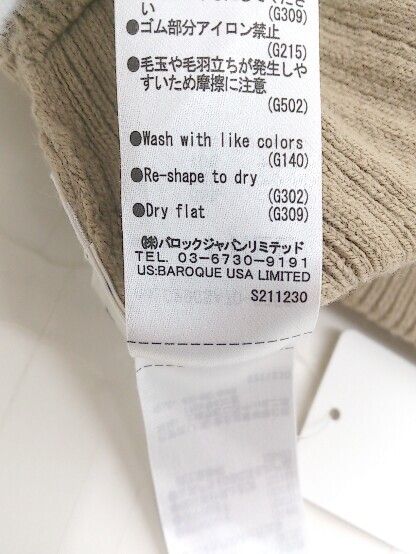 い
(G309)
●ゴム部分アイロン禁止
(G215)
●毛玉や毛羽立ちが発生しや
すいため摩擦に注意
(G502)
●Wash with like colors
(G140)
●Re-shape to dry
(G302)
●Dry flat
(G309)
㈱バロックジャパンリミテッド
TEL. 03-6730-9191
US:BAROQUE USA LIMITED
S211230